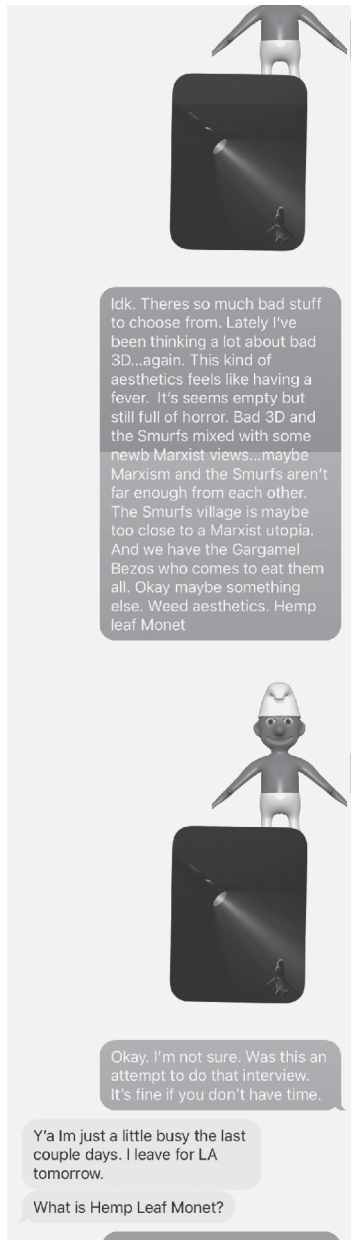 Idk. Theres so much bad stuff
to choose from. Lately I've
been thinking a lot about bad
3D...again. This kind of
aesthetics feels like having a
fever.  It's seems empty but
still full of horror. Bad 3D and
the Smurfs mixed with some
newb Marxist views...maybe
Marxism and the Smurfs aren't
far enough from each other.
The Smurfs village is maybe
too close to a Marxist utopia.
And we have the Gargamel
Bezos who comes to eat them
all. Okay maybe something
else. Weed aesthetics. Hemp
leaf Monet
Okay. I'm not sure. Was this an
attempt to do that interview.
It's fine if you don't have time.
Y'a Im just a little busy the last
couple days. I leave for LA
tomorrow.
What is Hemp Leaf Monet?